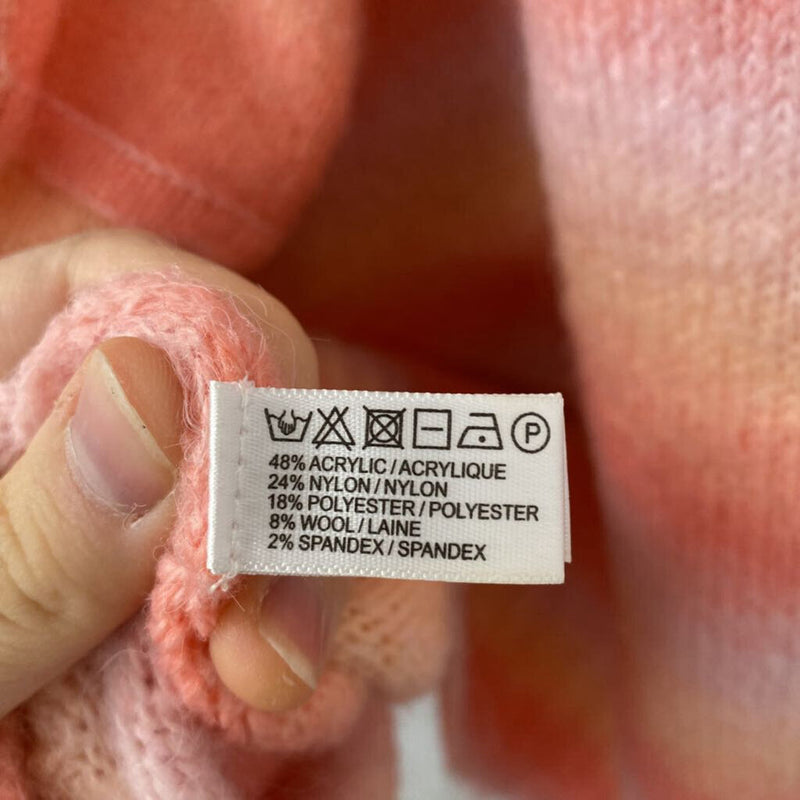 P
48% ACRYLIC / ACRYLIQUE
24% NYLON / NYLON
18% POLYESTER / POLYESTER
8% WOOL / LAINE
2% SPANDEX / SPANDEX